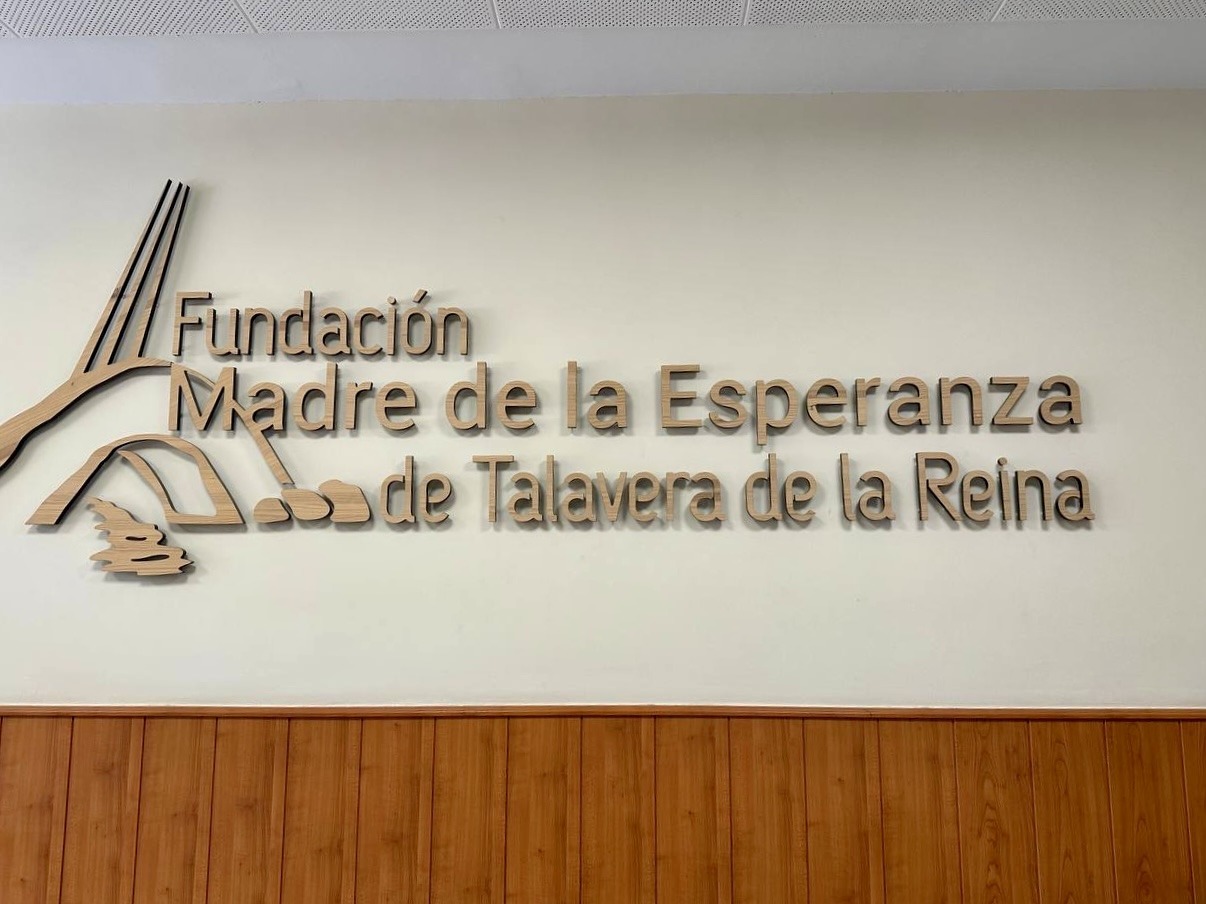 Fundación
Madre de la Esperanza
de Talavera de la Reina